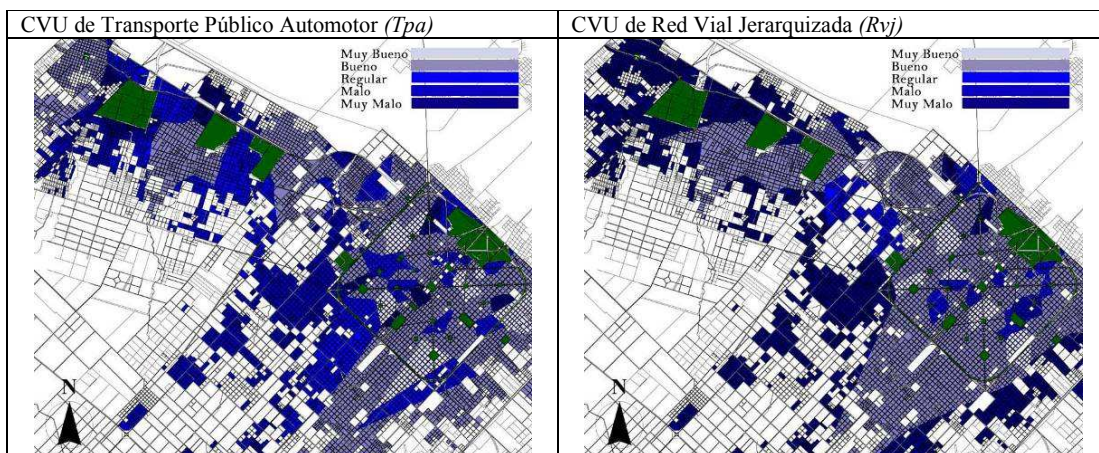 CVU de Transporte Público Automotor (Tpa)
CVU de Red Vial Jerarquizada (Rvj)
Muy Bueno
Bueno
Regular
Malo
Muy Malo
N
Muy Bueno
Bueno
Regular
Malo
Muy Malo
N